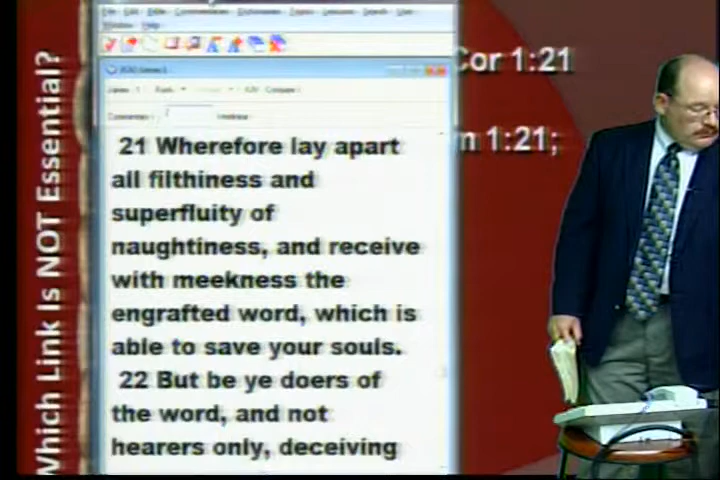 Which Link Is NOT Essential?
Cor 1:21
m 1:21;
21 Wherefore lay apart
all filthiness and
superfluity of
naughtiness, and receive
with meekness the
engrafted word, which is
able to save your souls.
22 But be ye doers of
the word, and not
hearers only, deceiving